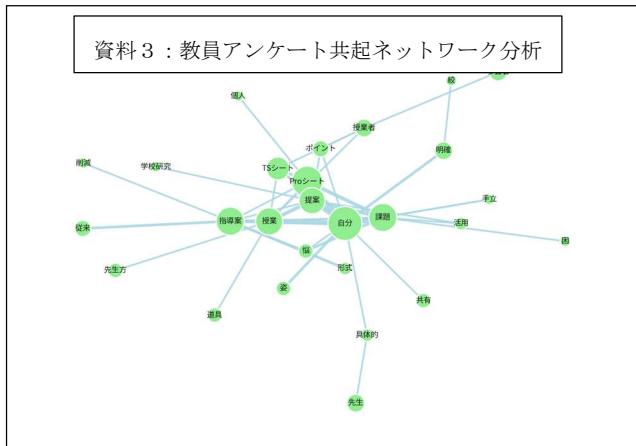 資料３：教員アンケート共起ネットワーク分析
絞
個人
授業者
ポイント
明確
削減
学校研究
TSシート
Proシート
手立
提案
指導案
授業
自分
課題
活用
従来
悩
困
先生方
形式
姿
共有
道具
具体的
先生